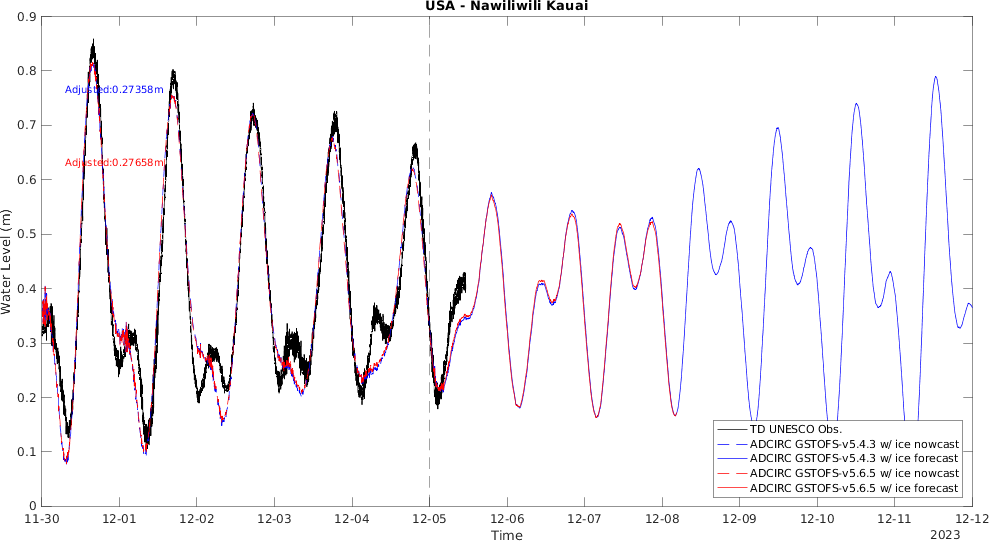 USA - Nawiliwili Kauai
0.9
0.8
0.7
0.6
0.5
0.4
0.3
0.2
0.1
0
Water Level (m)
Adjusted:0.27358m
Adjusted:0.27658m
TD UNESCO Obs.
ADCIRC GSTOFS-v5.4.3 w/ ice nowcast
ADCIRC GSTOFS-v5.4.3 w/ ice forecast
ADCIRC GSTOFS-v5.6.5 w/ ice nowcast
ADCIRC GSTOFS-v5.6.5 w/ ice forecast
11-30 12-01 12-02 12-03 12-04 12-05 12-06 12-07 12-08 12-09 12-10 12-11 12-12
Time
2023